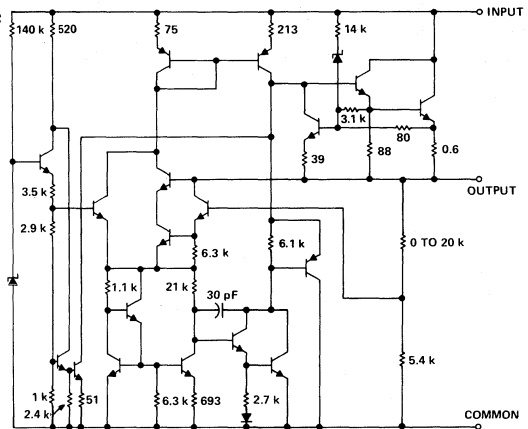 INPUT
140 k 520 75 213 14 k
3.1 k
80
39 88 0.6
3.5 k
OUTPUT
2.9 k
6.3 k 6.1 k 0 TO 20 k
1.1 k 21 k 30 pF
5.4 k
1 k 51 6.3 k 693 2.7 k
2.4 k
COMMON